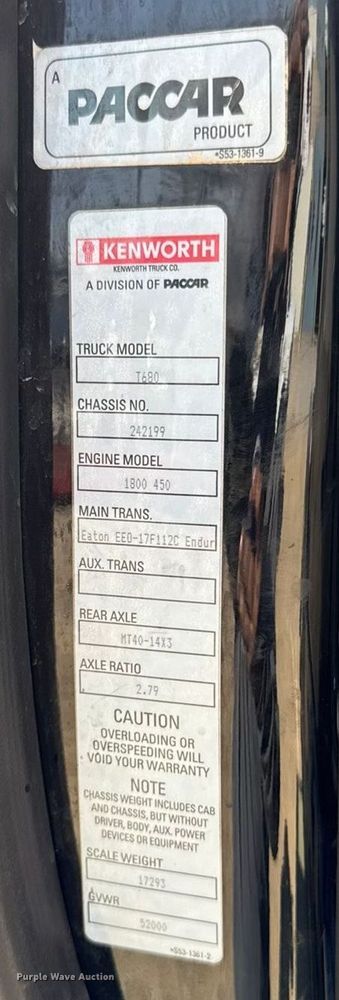 A
PACCAR
PRODUCT
*S53-1361-9
KENWORTH
KENWORTH TRUCK CO.
A DIVISION OF PACCAR
TRUCK MODEL
T680
CHASSIS NO.
242199
ENGINE MODEL
1800 450
MAIN TRANS.
Eaton EEO-17F112C Endur
AUX. TRANS
REAR AXLE
MT40-14X3
AXLE RATIO
2.79
CAUTION
OVERLOADING OR
OVERSPEEDING WILL
VOID YOUR WARRANTY
NOTE
CHASSIS WEIGHT INCLUDES CAB
AND CHASSIS, BUT WITHOUT
DRIVER, BODY, AUX. POWER
DEVICES OR EQUIPMENT
SCALE WEIGHT
17293
GVWR
52000
*S53-1361-2
Purple Wave Auction